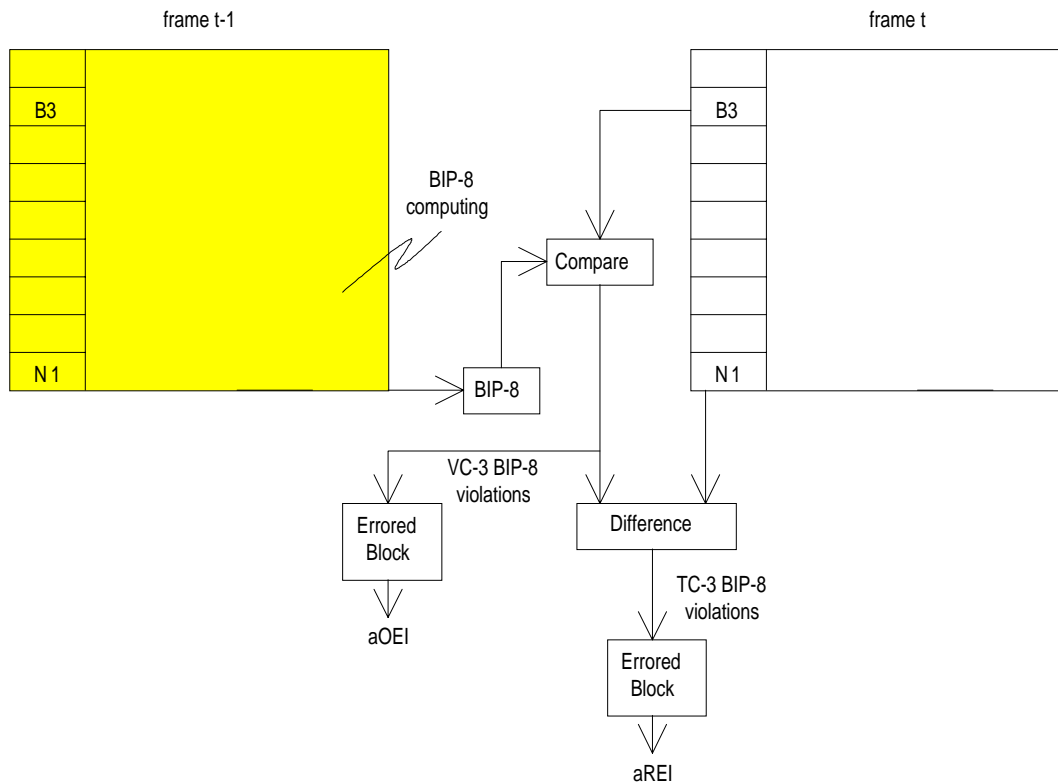 frame t-1
frame t
B3
B3
BIP-8
computing
Compare
N1
BIP-8
N1
VC-3 BIP-8
violations
Errored
Block
Difference
TC-3 BIP-8
violations
aOEI
Errored
Block
aREI